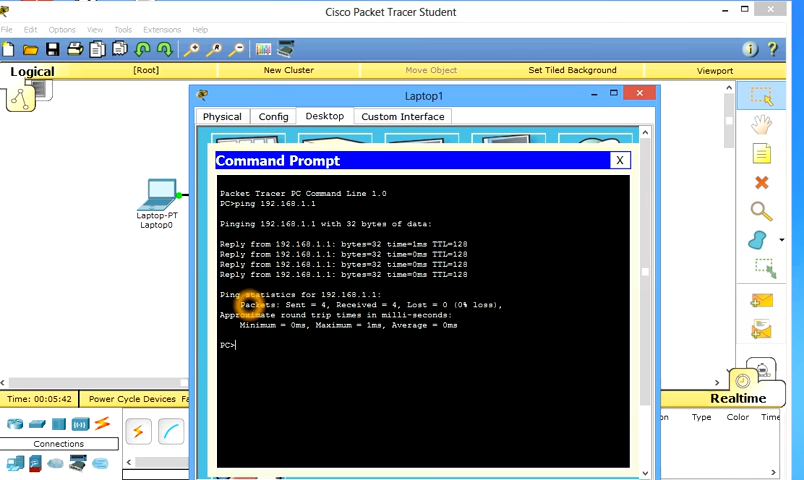 Cisco Packet Tracer Student
File Edit Options View Tools Extensions Help
Logical
[Root]
New Cluster
Move Object
Set Tiled Background
Viewport
Laptop1
Physical
Config
Desktop
Custom Interface
Command Prompt
X
Packet Tracer PC Command Line 1.0
PC>ping 192.168.1.1
Pinging 192.168.1.1 with 32 bytes of data:
Reply from 192.168.1.1: bytes=32 time=1ms TTL=128
Reply from 192.168.1.1: bytes=32 time=0ms TTL=128
Reply from 192.168.1.1: bytes=32 time=0ms TTL=128
Reply from 192.168.1.1: bytes=32 time=0ms TTL=128
Ping statistics for 192.168.1.1:
Packets: Sent = 4, Received = 4, Lost = 0 (0% loss),
Approximate round trip times in milli-seconds:
Minimum = 0ms, Maximum = 1ms, Average = 0ms
PC>
Laptop-PT
Laptop0
Time: 00:05:42
Power Cycle Devices Fa
Realtime
Connections
on Type Color Time